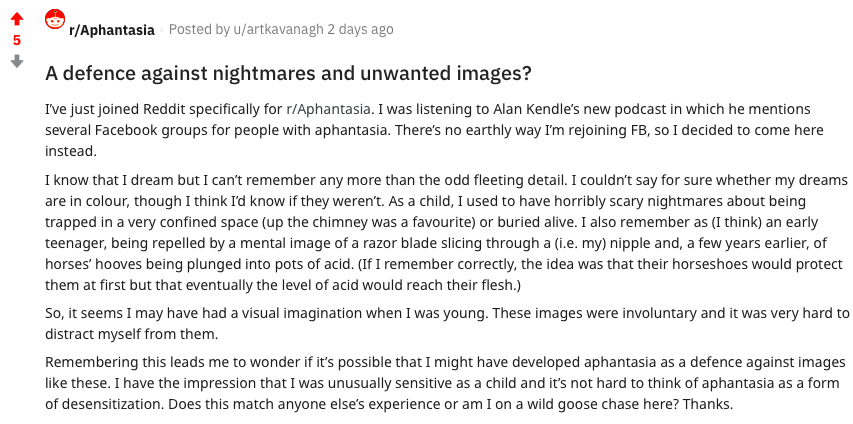 r/Aphantasia · Posted by u/artkavanagh 2 days ago
5
A defence against nightmares and unwanted images?
I’ve just joined Reddit specifically for r/Aphantasia. I was listening to Alan Kendle’s new podcast in which he mentions
several Facebook groups for people with aphantasia. There’s no earthly way I’m rejoining FB, so I decided to come here
instead.
I know that I dream but I can’t remember any more than the odd fleeting detail. I couldn’t say for sure whether my dreams
are in colour, though I think I’d know if they weren’t. As a child, I used to have horribly scary nightmares about being
trapped in a very confined space (up the chimney was a favourite) or buried alive. I also remember as (I think) an early
teenager, being repelled by a mental image of a razor blade slicing through a (i.e. my) nipple and, a few years earlier, of
horses’ hooves being plunged into pots of acid. (If I remember correctly, the idea was that their horseshoes would protect
them at first but that eventually the level of acid would reach their flesh.)
So, it seems I may have had a visual imagination when I was young. These images were involuntary and it was very hard to
distract myself from them.
Remembering this leads me to wonder if it’s possible that I might have developed aphantasia as a defence against images
like these. I have the impression that I was unusually sensitive as a child and it’s not hard to think of aphantasia as a form
of desensitization. Does this match anyone else’s experience or am I on a wild goose chase here? Thanks.